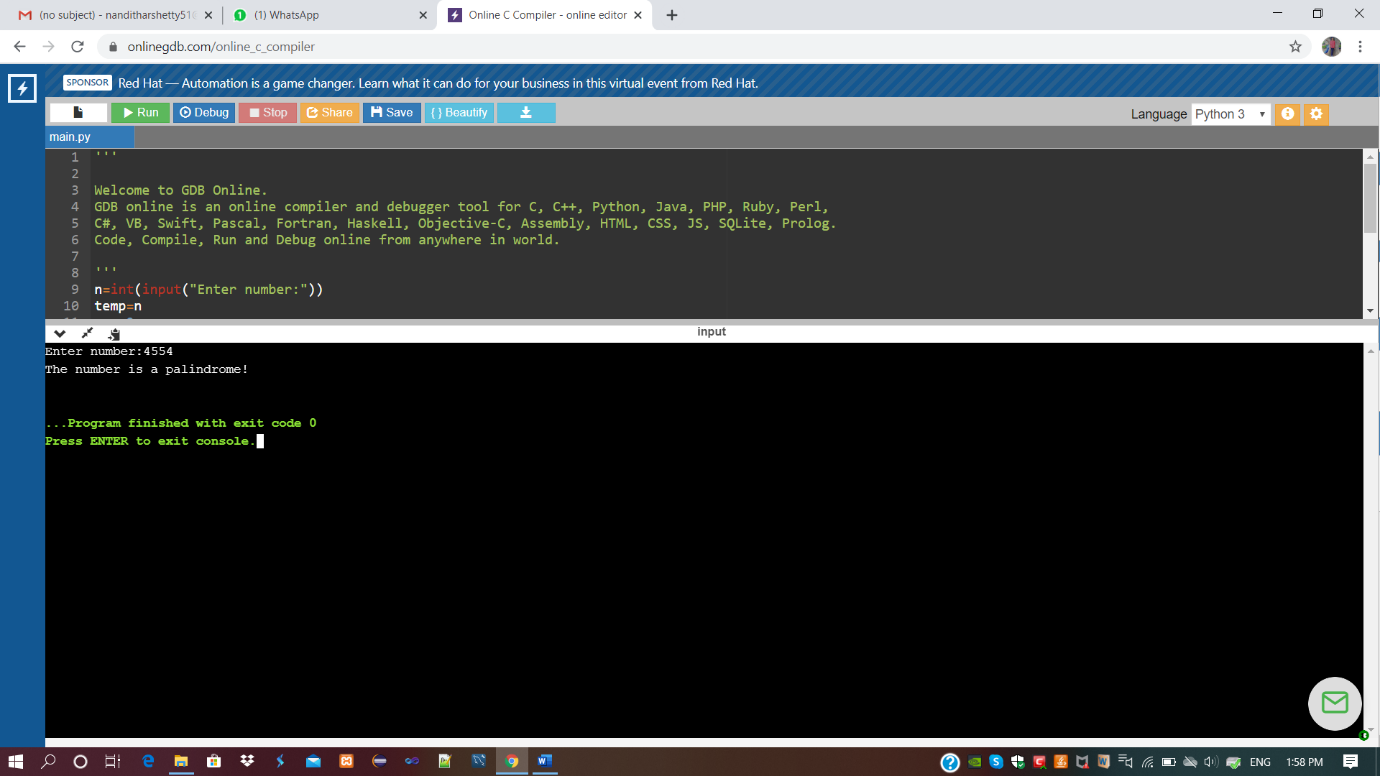 (no subject) - nanditharshetty51
(1) WhatsApp
Online C Compiler - online editor
onlinegdb.com/online_c_compiler
SPONSOR Red Hat — Automation is a game changer. Learn what it can do for your business in this virtual event from Red Hat.
Run Debug Stop Share Save { } Beautify Language Python 3
main.py
1 '''
2
3 Welcome to GDB Online.
4 GDB online is an online compiler and debugger tool for C, C++, Python, Java, PHP, Ruby, Perl,
5 C#, VB, Swift, Pascal, Fortran, Haskell, Objective-C, Assembly, HTML, CSS, JS, SQLite, Prolog.
6 Code, Compile, Run and Debug online from anywhere in world.
7
8 '''
9 n=int(input("Enter number:"))
10 temp=n
input
Enter number:4554
The number is a palindrome!
...Program finished with exit code 0
Press ENTER to exit console.
ENG 1:58 PM